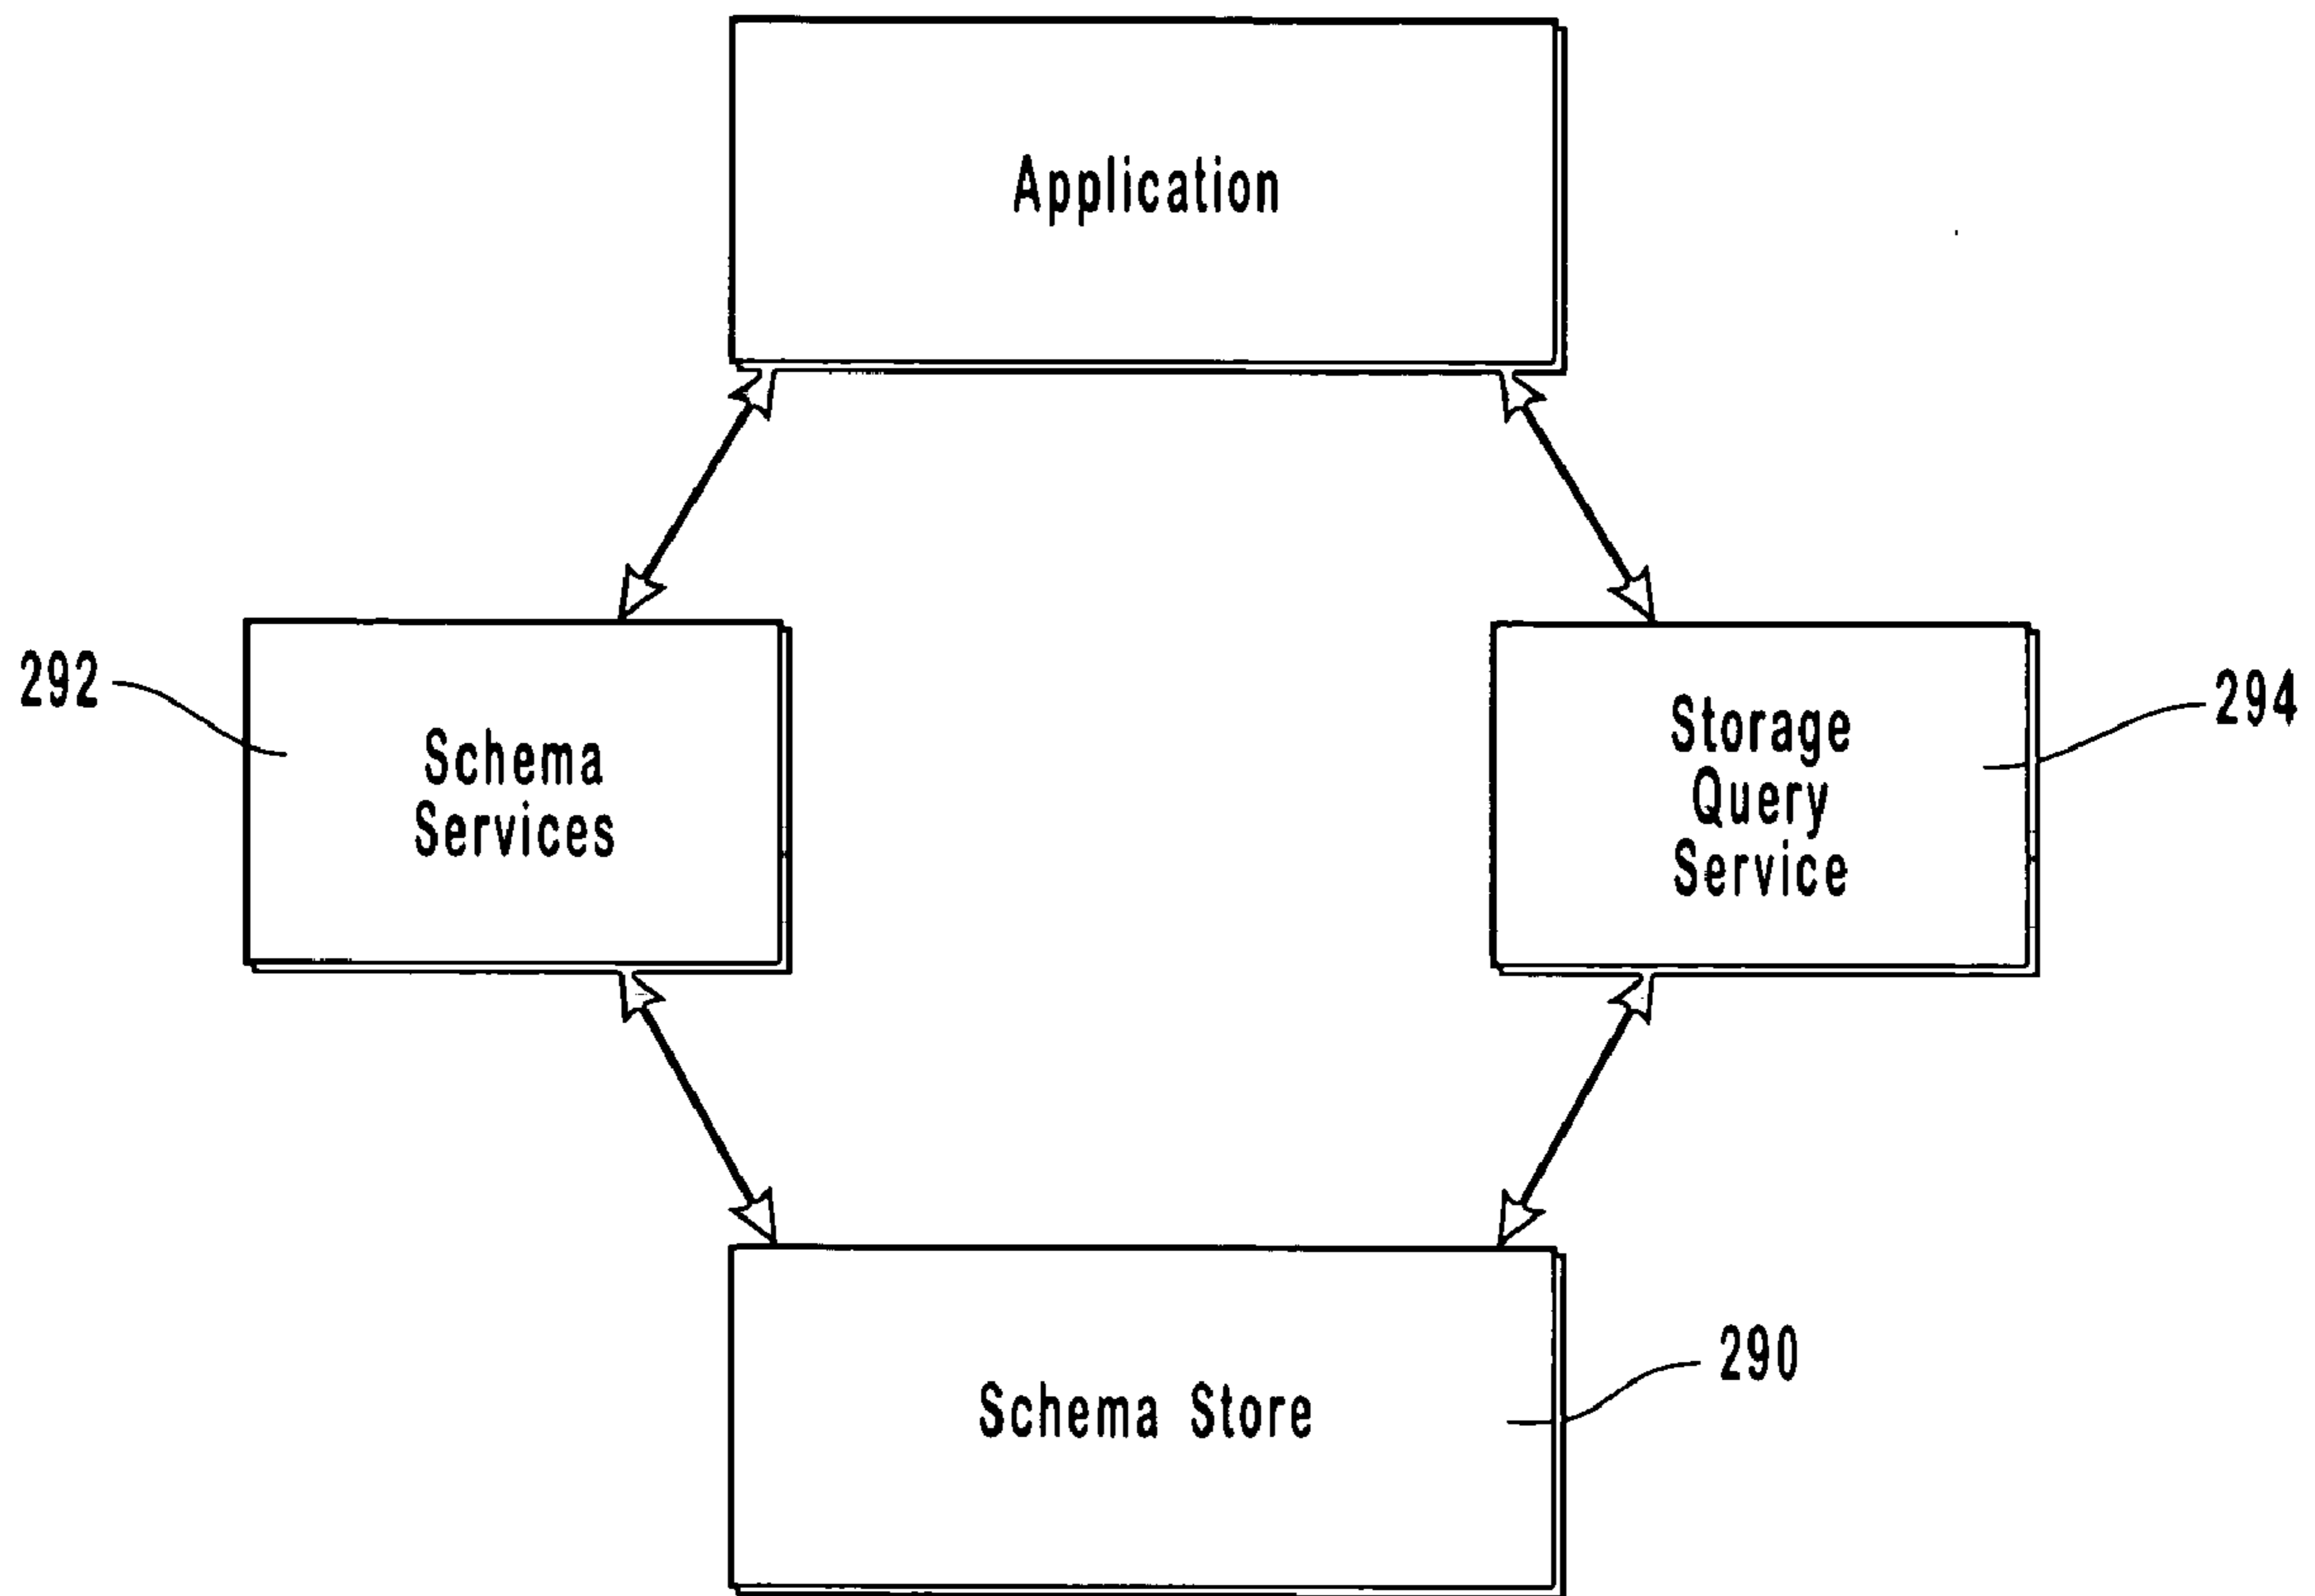 Application
292
Schema
Services
Storage
Query
Service
294
Schema Store
290